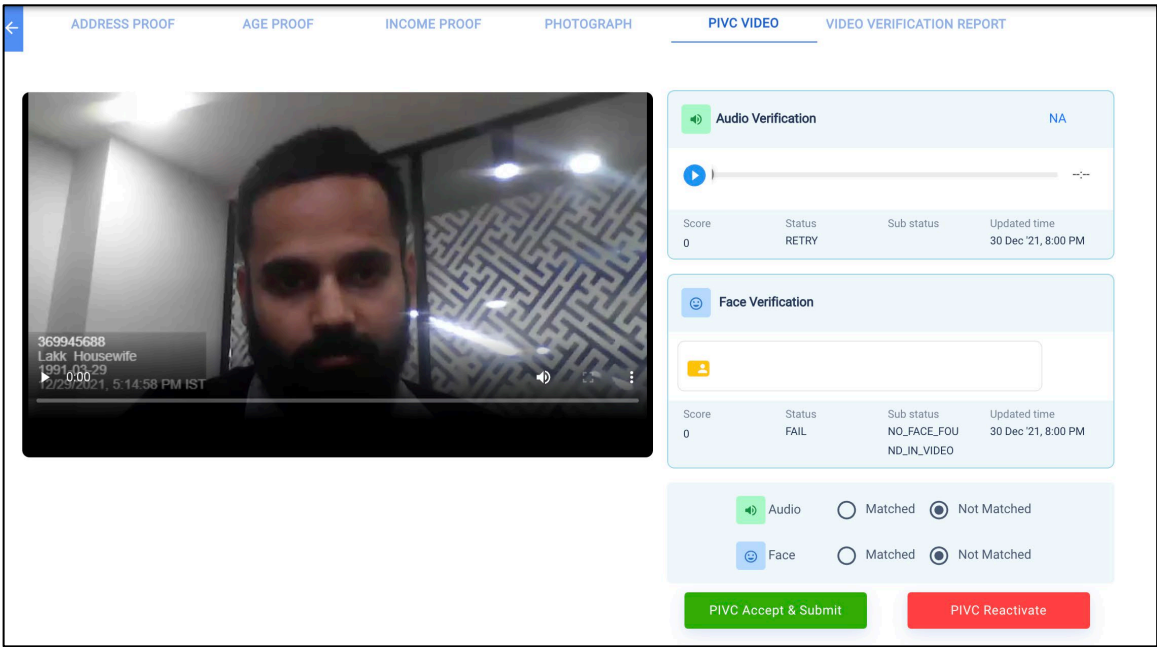 ADDRESS PROOF AGE PROOF INCOME PROOF PHOTOGRAPH PIVC VIDEO VIDEO VERIFICATION REPORT
369945688
Lakk Housewife
1991-03-29
0:00
12/29/2021, 5:14:58 PM IST
Audio Verification NA
--:--
Score Status Sub status Updated time
0 RETRY 30 Dec '21, 8:00 PM
Face Verification
Score Status Sub status Updated time
0 FAIL NO_FACE_FOU 30 Dec '21, 8:00 PM
ND_IN_VIDEO
Audio Matched Not Matched
Face Matched Not Matched
PIVC Accept & Submit PIVC Reactivate